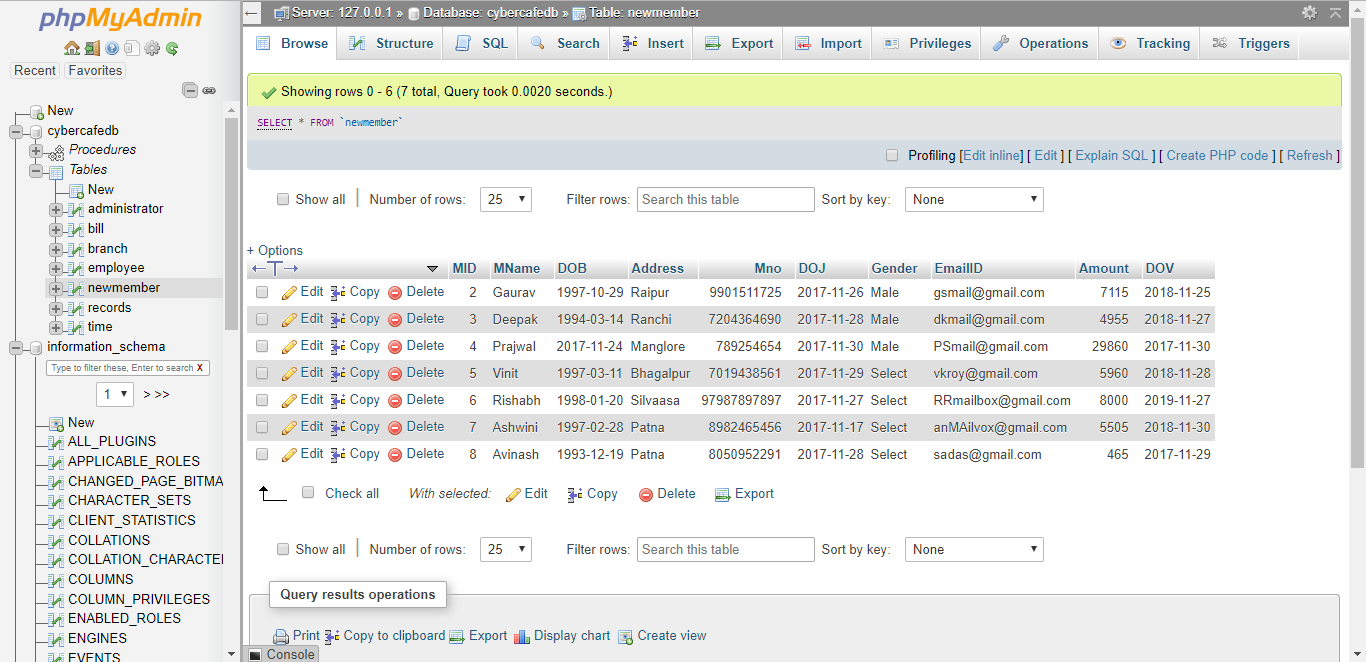 phpMyAdmin
Recent Favorites
New
cybercafedb
Procedures
Tables
New
administrator
bill
branch
employee
newmember
records
time
information_schema
Type to filter these, Enter to search X
1 > >>
New
ALL_PLUGINS
APPLICABLE_ROLES
CHANGED_PAGE_BITMA
CHARACTER_SETS
CLIENT_STATISTICS
COLLATIONS
COLLATION_CHARACTER
COLUMNS
COLUMN_PRIVILEGES
ENABLED_ROLES
ENGINES
EVENTS
Server: 127.0.0.1 » Database: cybercafedb » Table: newmember
Browse Structure SQL Search Insert Export Import Privileges Operations Tracking Triggers
Showing rows 0 - 6 (7 total, Query took 0.0020 seconds.)
SELECT * FROM `newmember`
Profiling [Edit inline] [ Edit ] [ Explain SQL ] [ Create PHP code ] [ Refresh ]
Show all Number of rows: 25 Filter rows: Search this table Sort by key: None
+ Options
MID MName DOB Address Mno DOJ Gender EmailID Amount DOV
Edit Copy Delete 2 Gaurav 1997-10-29 Raipur 9901511725 2017-11-26 Male gsmail@gmail.com 7115 2018-11-25
Edit Copy Delete 3 Deepak 1994-03-14 Ranchi 7204364690 2017-11-28 Male dkmail@gmail.com 4955 2018-11-27
Edit Copy Delete 4 Prajwal 2017-11-24 Manglore 789254654 2017-11-30 Male PSmail@gmail.com 29860 2017-11-30
Edit Copy Delete 5 Vinit 1997-03-11 Bhagalpur 7019438561 2017-11-29 Select vkroy@gmail.com 5960 2018-11-28
Edit Copy Delete 6 Rishabh 1998-01-20 Silvaasa 97987897897 2017-11-27 Select RRmailbox@gmail.com 8000 2019-11-27
Edit Copy Delete 7 Ashwini 1997-02-28 Patna 8982465456 2017-11-17 Select anMAilvox@gmail.com 5505 2018-11-30
Edit Copy Delete 8 Avinash 1993-12-19 Patna 8050952291 2017-11-28 Select sadas@gmail.com 465 2017-11-29
Check all With selected: Edit Copy Delete Export
Show all Number of rows: 25 Filter rows: Search this table Sort by key: None
Query results operations
Print Copy to clipboard Export Display chart Create view
Console